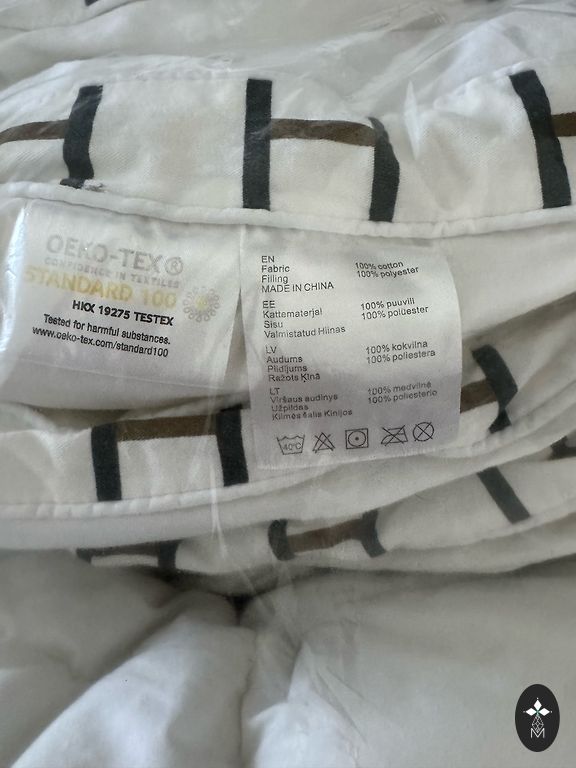 OEKO-TEX®
CONFIDENCE IN TEXTILES
STANDARD 100
HKX 19275 TESTEX
Tested for harmful substances.
www.oeko-tex.com/standard100
EN
Fabric 100% cotton
Filling 100% polyester
MADE IN CHINA
EE
Kattematerjal 100% puuvill
Sisu 100% polüester
Valmistatud Hiinas
LV
Audums 100% kokvilna
Pildījums 100% poliestera
Ražots Ķīnā
LT
Viršaus audinys 100% medvilnė
Užpildas 100% poliesterio
Kilmės šalis Kinijos
40°C
M